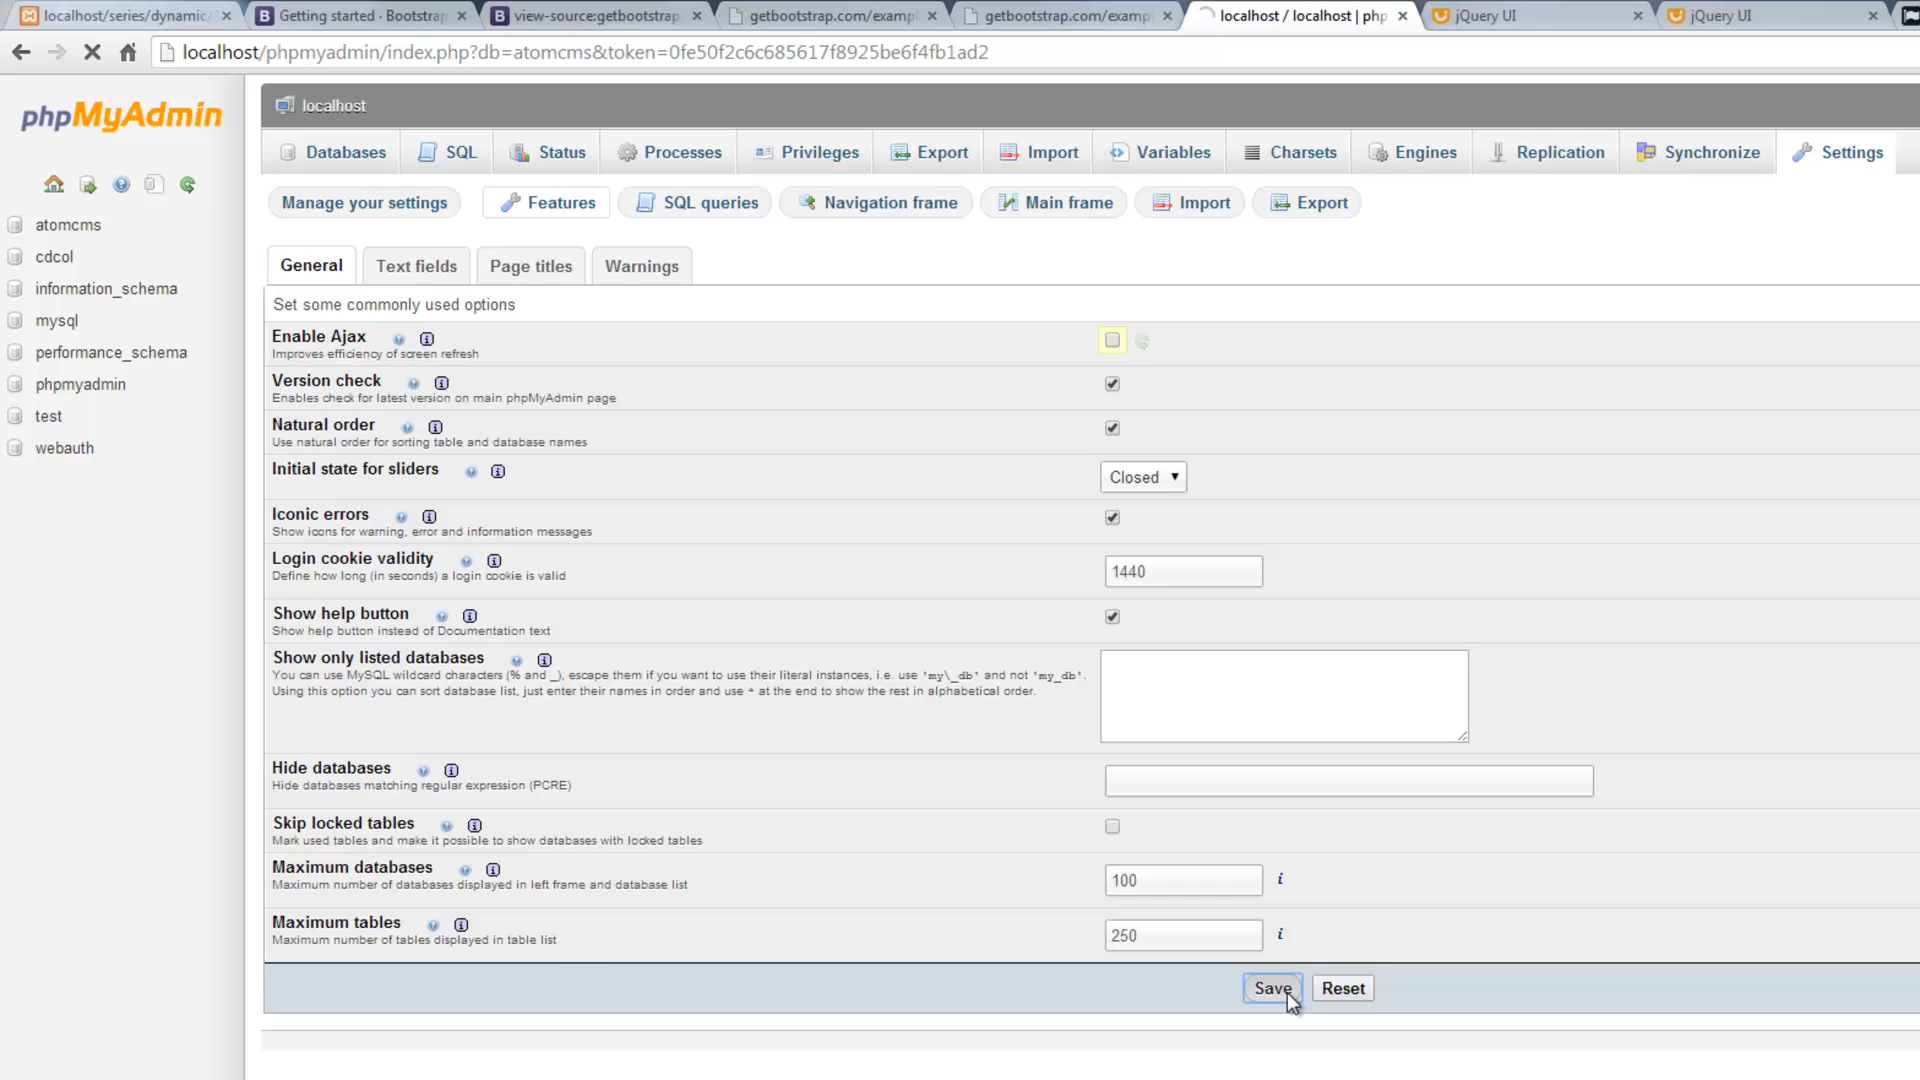 localhost/series/dynamic/
Getting started · Bootstrap
view-source:getbootstrap
getbootstrap.com/exampl
getbootstrap.com/exampl
localhost / localhost | php
jQuery UI
jQuery UI
localhost/phpmyadmin/index.php?db=atomcms&token=0fe50f2c6c685617f8925be6f4fb1ad2
phpMyAdmin
atomcms
cdcol
information_schema
mysql
performance_schema
phpmyadmin
test
webauth
localhost
Databases SQL Status Processes Privileges Export Import Variables Charsets Engines Replication Synchronize Settings
Manage your settings Features SQL queries Navigation frame Main frame Import Export
General Text fields Page titles Warnings
Set some commonly used options
Enable Ajax
Improves efficiency of screen refresh
Version check
Enables check for latest version on main phpMyAdmin page
Natural order
Use natural order for sorting table and database names
Initial state for sliders
Closed
Iconic errors
Show icons for warning, error and information messages
Login cookie validity
Define how long (in seconds) a login cookie is valid
1440
Show help button
Show help button instead of Documentation text
Show only listed databases
You can use MySQL wildcard characters (% and _), escape them if you want to use their literal instances, i.e. use 'my\_db' and not 'my_db'.
Using this option you can sort database list, just enter their names in order and use * at the end to show the rest in alphabetical order.
Hide databases
Hide databases matching regular expression (PCRE)
Skip locked tables
Mark used tables and make it possible to show databases with locked tables
Maximum databases
Maximum number of databases displayed in left frame and database list
100
Maximum tables
Maximum number of tables displayed in table list
250
Save Reset